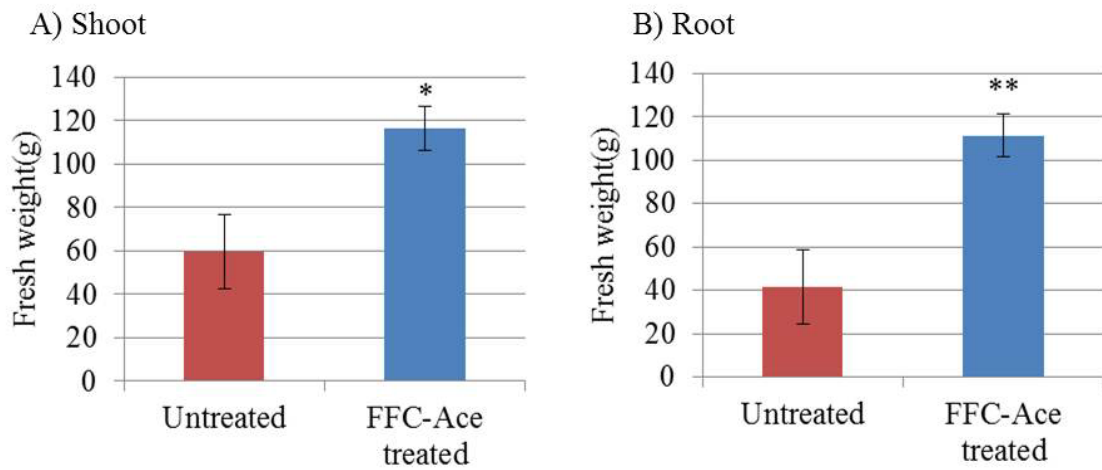 A) Shoot
140
120
100
80
60
40
20
0
Fresh weight(g)
*
Untreated
FFC-Ace
treated
B) Root
140
120
100
80
60
40
20
0
Fresh weight(g)
**
Untreated
FFC-Ace
treated